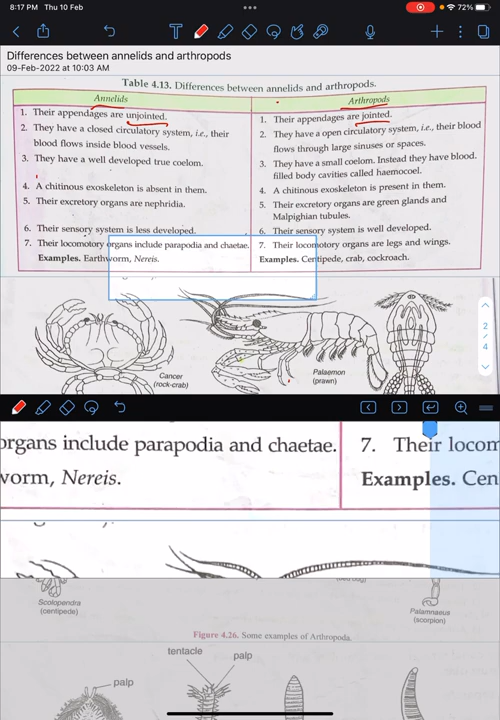 8:17 PM Thu 10 Feb
72%
Differences between annelids and arthropods
09-Feb-2022 at 10:03 AM
Table 4.13. Differences between annelids and arthropods.
Annelids
1. Their appendages are unjointed.
2. They have a closed circulatory system, i.e., their
blood flows inside blood vessels.
3. They have a well developed true coelom.
4. A chitinous exoskeleton is absent in them.
5. Their excretory organs are nephridia.
6. Their sensory system is less developed.
7. Their locomotory organs include parapodia and chaetae.
Examples. Earthworm, Nereis.
Arthropods
1. Their appendages are jointed.
2. They have a open circulatory system, i.e., their blood
flows through large sinuses or spaces.
3. They have a small coelom. Instead they have blood.
filled body cavities called haemocoel.
4. A chitinous exoskeleton is present in them.
5. Their excretory organs are green glands and
Malpighian tubules.
6. Their sensory system is well developed.
7. Their locomotory organs are legs and wings.
Examples. Centipede, crab, cockroach.
Cancer
(rock-crab)
Palaemon
(prawn)
2
/
4
organs include parapodia and chaetae.
worm, Nereis.
7. Their locom
Examples. Cen
Scolopendra
(centipede)
Palamnaeus
(scorpion)
Figure 4.26. Some examples of Arthropoda.
tentacle
palp
palp